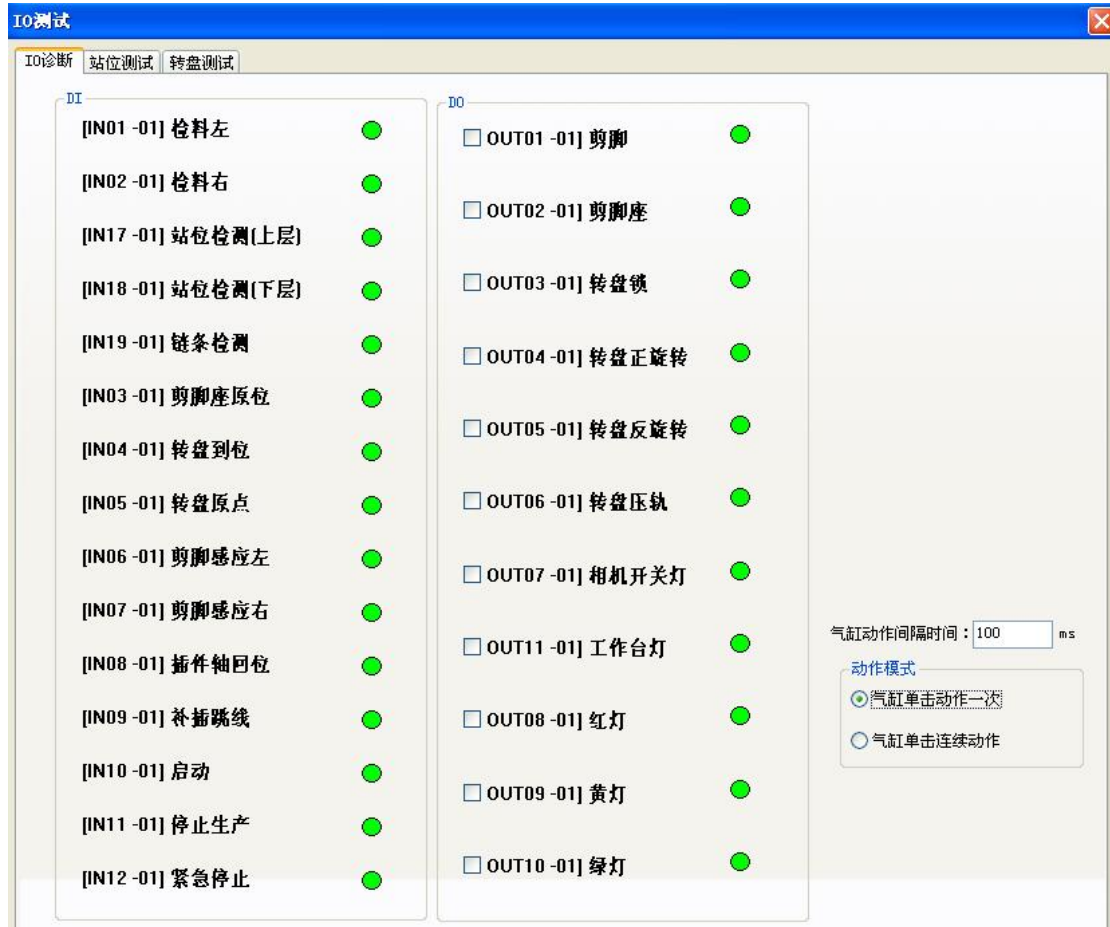 IO测试
IO诊断 站位测试 转盘测试
DI
[IN01 -01] 检料左
[IN02 -01] 检料右
[IN17 -01] 站位检测(上层)
[IN18 -01] 站位检测(下层)
[IN19 -01] 链条检测
[IN03 -01] 剪脚座原位
[IN04 -01] 转盘到位
[IN05 -01] 转盘原点
[IN06 -01] 剪脚感应左
[IN07 -01] 剪脚感应右
[IN08 -01] 插件轴回位
[IN09 -01] 补插跳线
[IN10 -01] 启动
[IN11 -01] 停止生产
[IN12 -01] 紧急停止
DO
OUT01 -01] 剪脚
OUT02 -01] 剪脚座
OUT03 -01] 转盘锁
OUT04 -01] 转盘正旋转
OUT05 -01] 转盘反旋转
OUT06 -01] 转盘压轨
OUT07 -01] 相机开关灯
OUT11 -01] 工作台灯
OUT08 -01] 红灯
OUT09 -01] 黄灯
OUT10 -01] 绿灯
气缸动作间隔时间：100 ms
动作模式
气缸单击动作一次
气缸单击连续动作